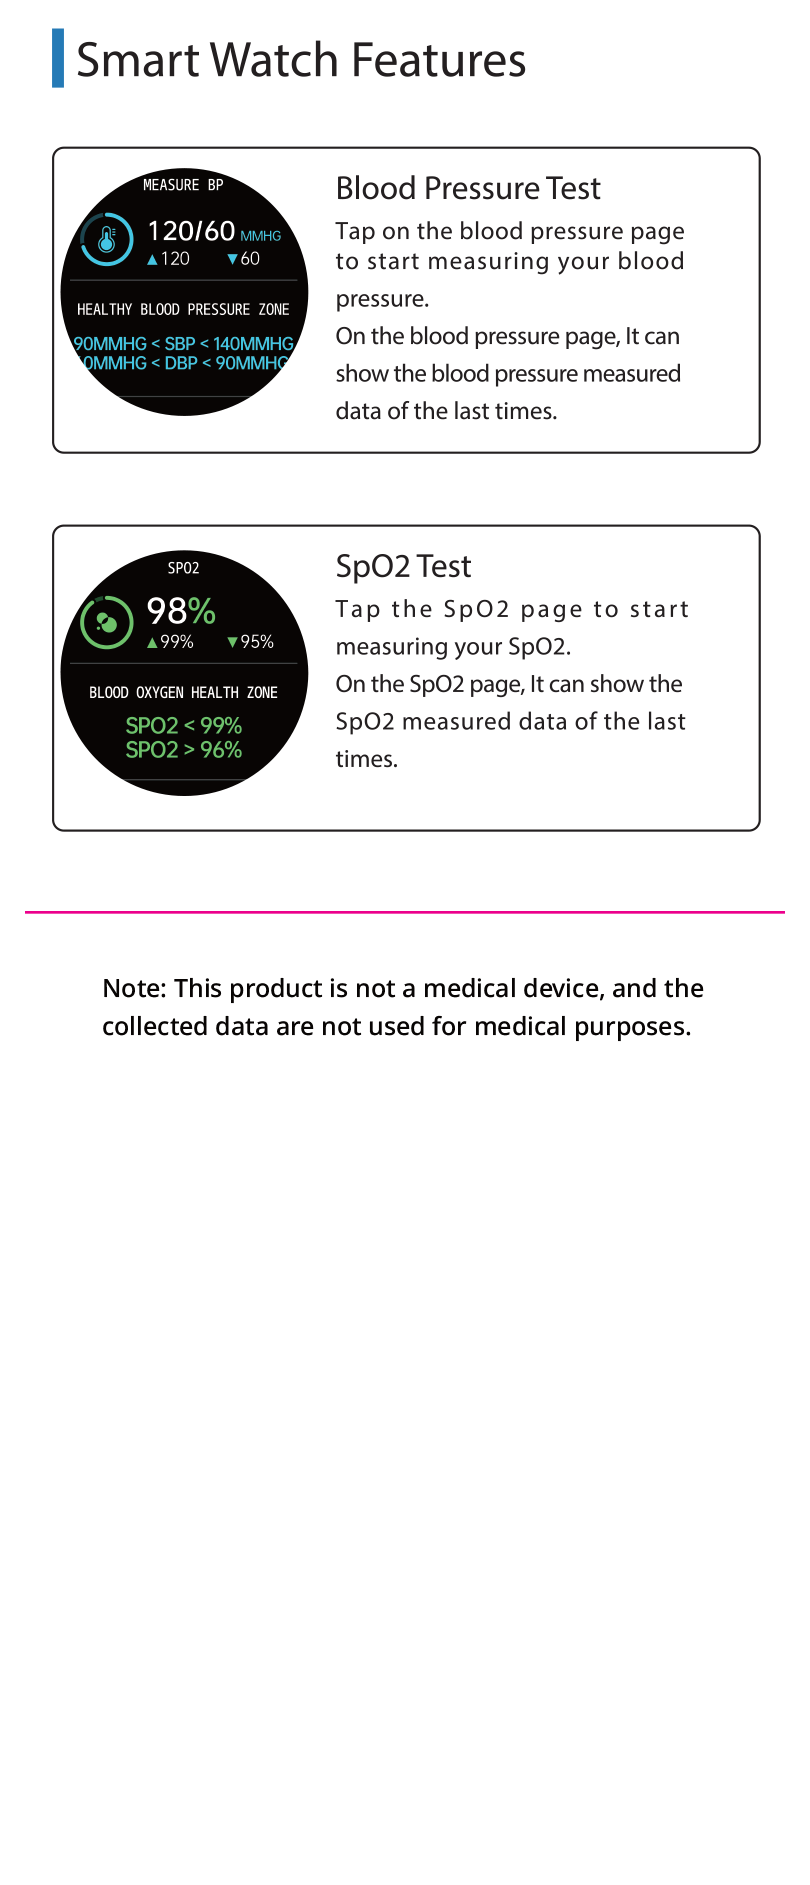 Smart Watch Features
MEASURE BP
120/60 MMHG
▲120 ▼60
HEALTHY BLOOD PRESSURE ZONE
90MMHG < SBP < 140MMHG
0MMHG < DBP < 90MMHG
Blood Pressure Test
Tap on the blood pressure page
to start measuring your blood
pressure.
On the blood pressure page, It can
show the blood pressure measured
data of the last times.
SPO2
98%
▲99% ▼95%
BLOOD OXYGEN HEALTH ZONE
SPO2 < 99%
SPO2 > 96%
SpO2 Test
Tap the SpO2 page to start
measuring your SpO2.
On the SpO2 page, It can show the
SpO2 measured data of the last
times.
Note: This product is not a medical device, and the
collected data are not used for medical purposes.